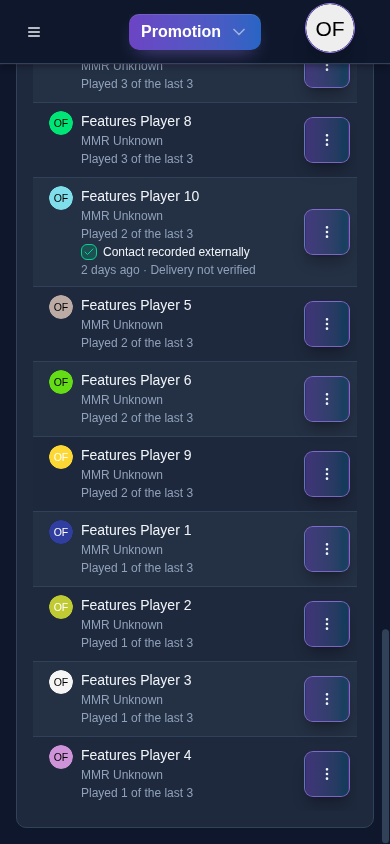 Promotion
OF
MMR Unknown
Played 3 of the last 3
OF
Features Player 8
MMR Unknown
Played 3 of the last 3
OF
Features Player 10
MMR Unknown
Played 2 of the last 3
Contact recorded externally
2 days ago · Delivery not verified
OF
Features Player 5
MMR Unknown
Played 2 of the last 3
OF
Features Player 6
MMR Unknown
Played 2 of the last 3
OF
Features Player 9
MMR Unknown
Played 2 of the last 3
OF
Features Player 1
MMR Unknown
Played 1 of the last 3
OF
Features Player 2
MMR Unknown
Played 1 of the last 3
OF
Features Player 3
MMR Unknown
Played 1 of the last 3
OF
Features Player 4
MMR Unknown
Played 1 of the last 3